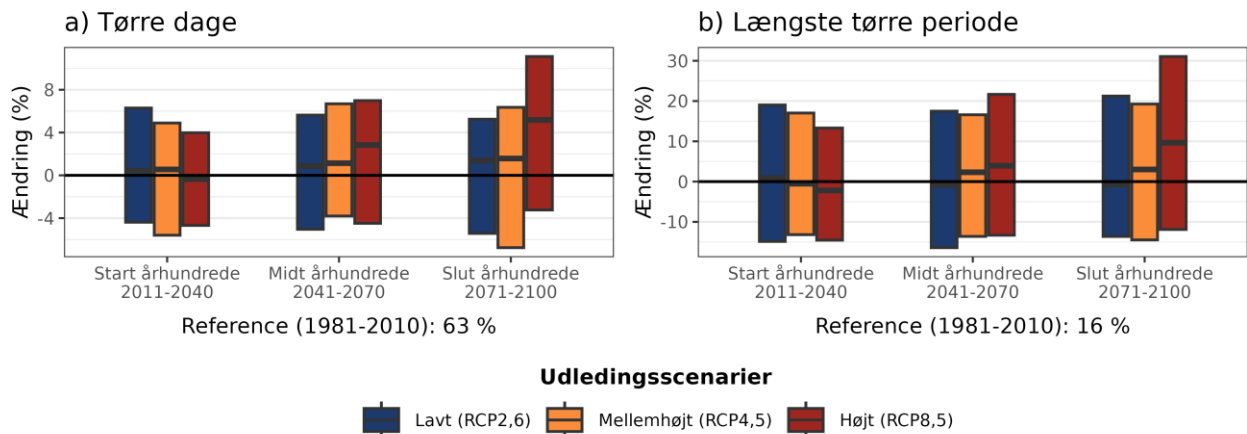 a) Tørre dage
Ændring (%)
8
4
0
-4
Start århundrede
2011-2040
Midt århundrede
2041-2070
Slut århundrede
2071-2100
Reference (1981-2010): 63 %
b) Længste tørre periode
Ændring (%)
30
20
10
0
-10
Start århundrede
2011-2040
Midt århundrede
2041-2070
Slut århundrede
2071-2100
Reference (1981-2010): 16 %
Udledingsscenarier
Lavt (RCP2,6)
Mellemhøjt (RCP4,5)
Højt (RCP8,5)